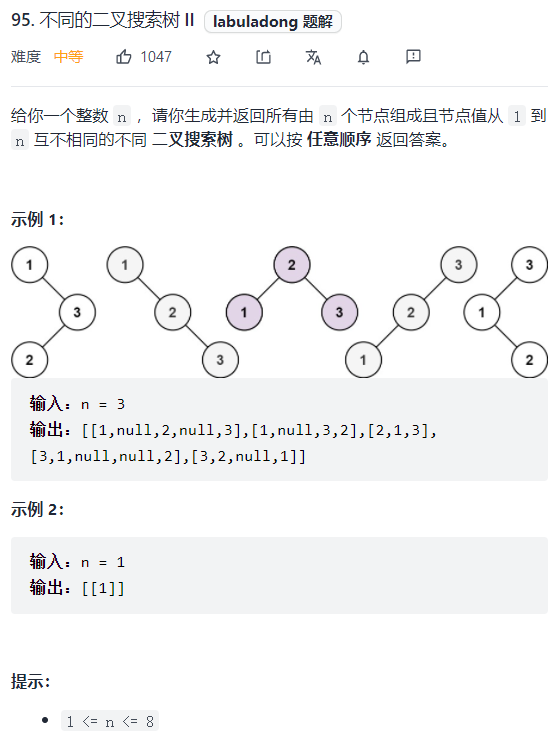 95. 不同的二叉搜索树 II labuladong 题解
难度 中等 1047
给你一个整数 n ，请你生成并返回所有由 n 个节点组成且节点值从 1 到
n 互不相同的不同 二叉搜索树 。可以按 任意顺序 返回答案。
示例 1：
1 1 2 3 3
3 2 1 3 2 1
2 3 1 2
输入：n = 3
输出：[[1,null,2,null,3],[1,null,3,2],[2,1,3],
[3,1,null,null,2],[3,2,null,1]]
示例 2：
输入：n = 1
输出：[[1]]
提示：
1 <= n <= 8